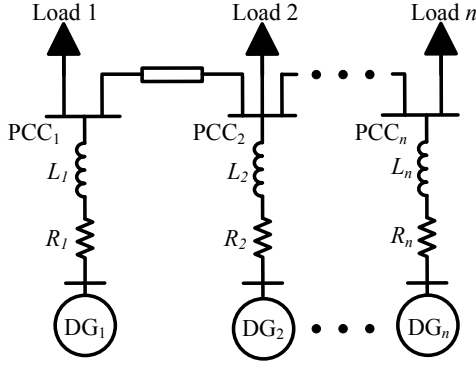 Load 1 Load 2 Load n
PCC₁ PCC₂ PCCₙ
L₁ L₂ Lₙ
R₁ R₂ Rₙ
DG₁ DG₂ DGₙ